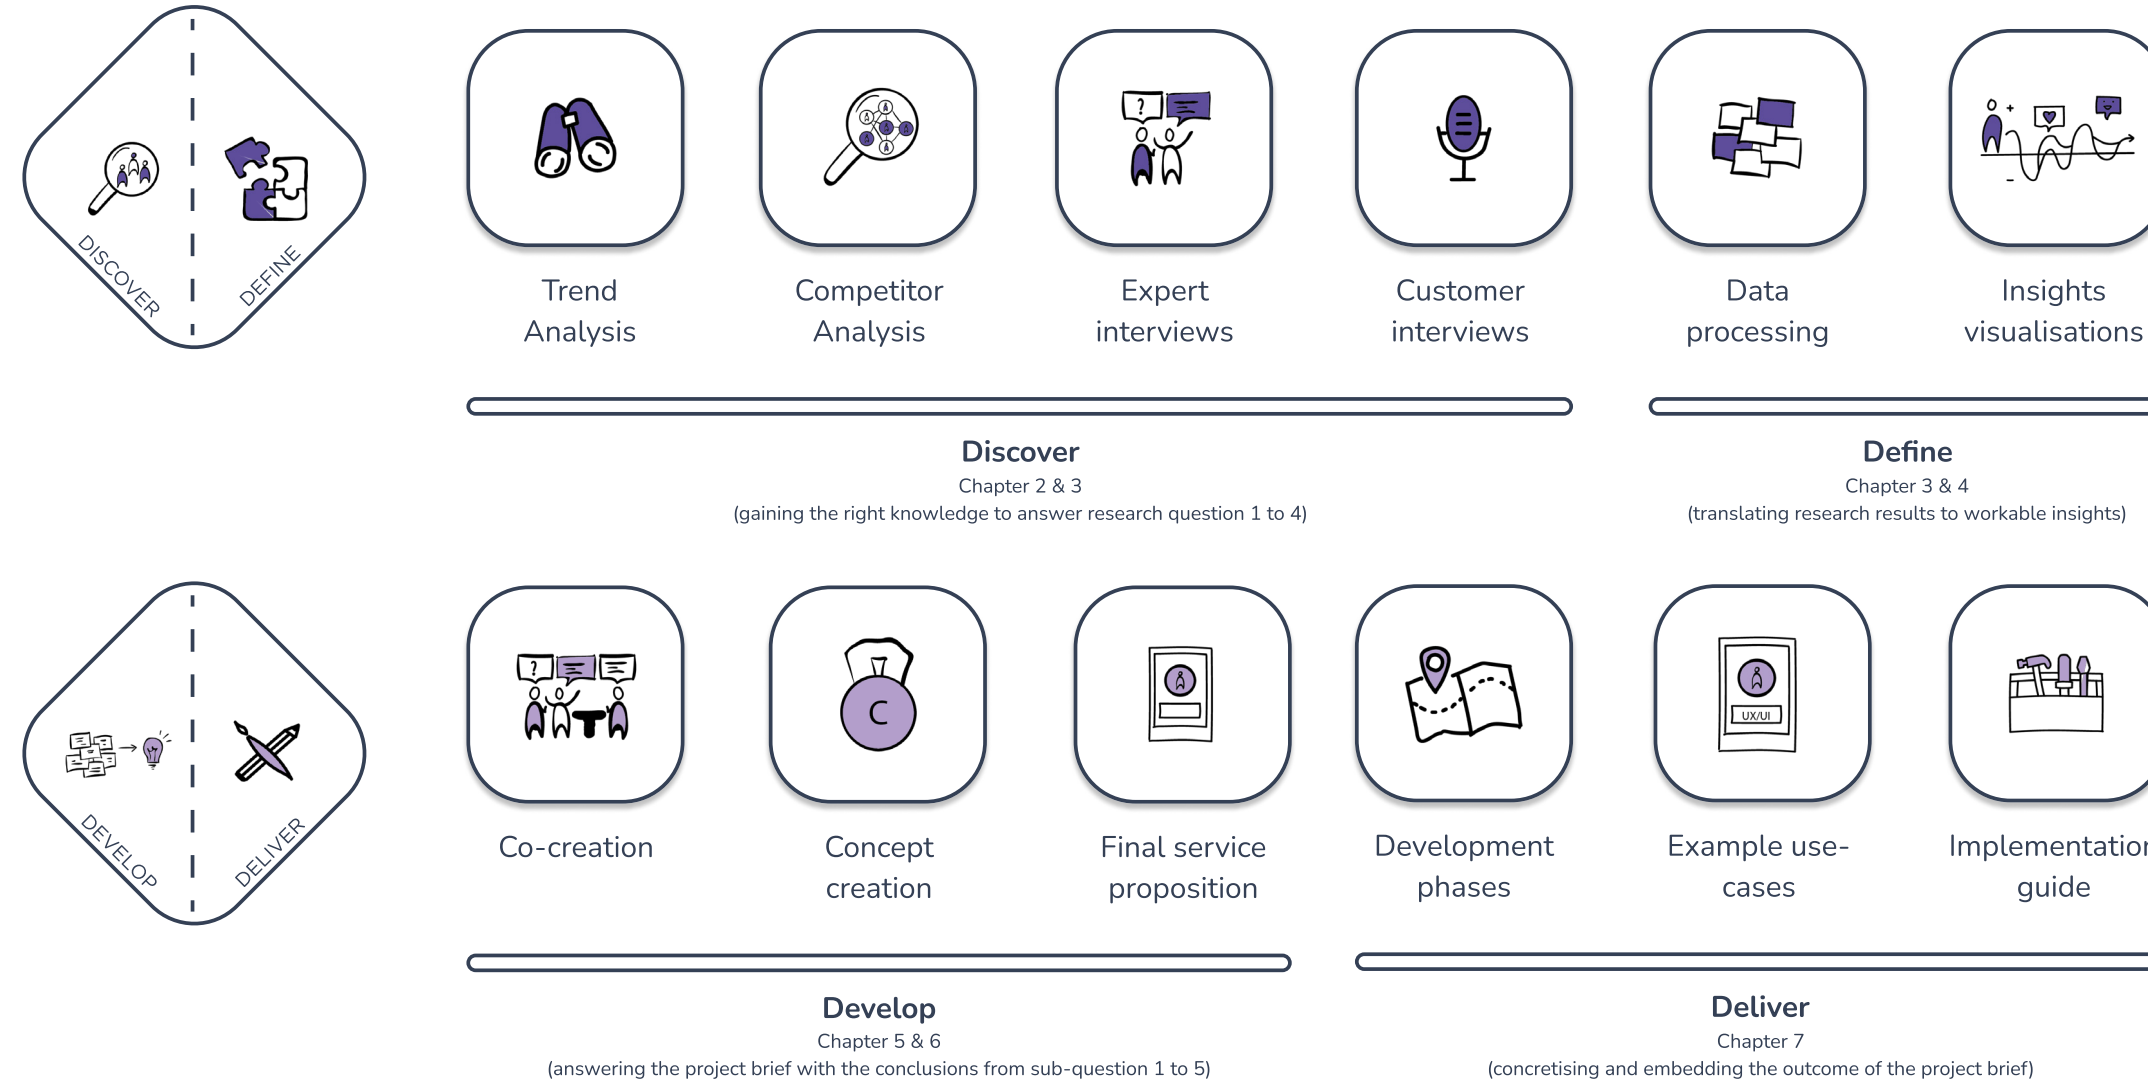 DISCOVER
DEFINE
?
Trend
Analysis
Competitor
Analysis
Expert
interviews
Customer
interviews
Data
processing
+
-
Insights
visualisations
Discover
Chapter 2 & 3
(gaining the right knowledge to answer research question 1 to 4)
Define
Chapter 3 & 4
(translating research results to workable insights)
DEVELOP
DELIVER
?
Co-creation
C
Concept
creation
Final service
proposition
Development
phases
UX/UI
Example use-
cases
Implementation
guide
Develop
Chapter 5 & 6
(answering the project brief with the conclusions from sub-question 1 to 5)
Deliver
Chapter 7
(concretising and embedding the outcome of the project brief)